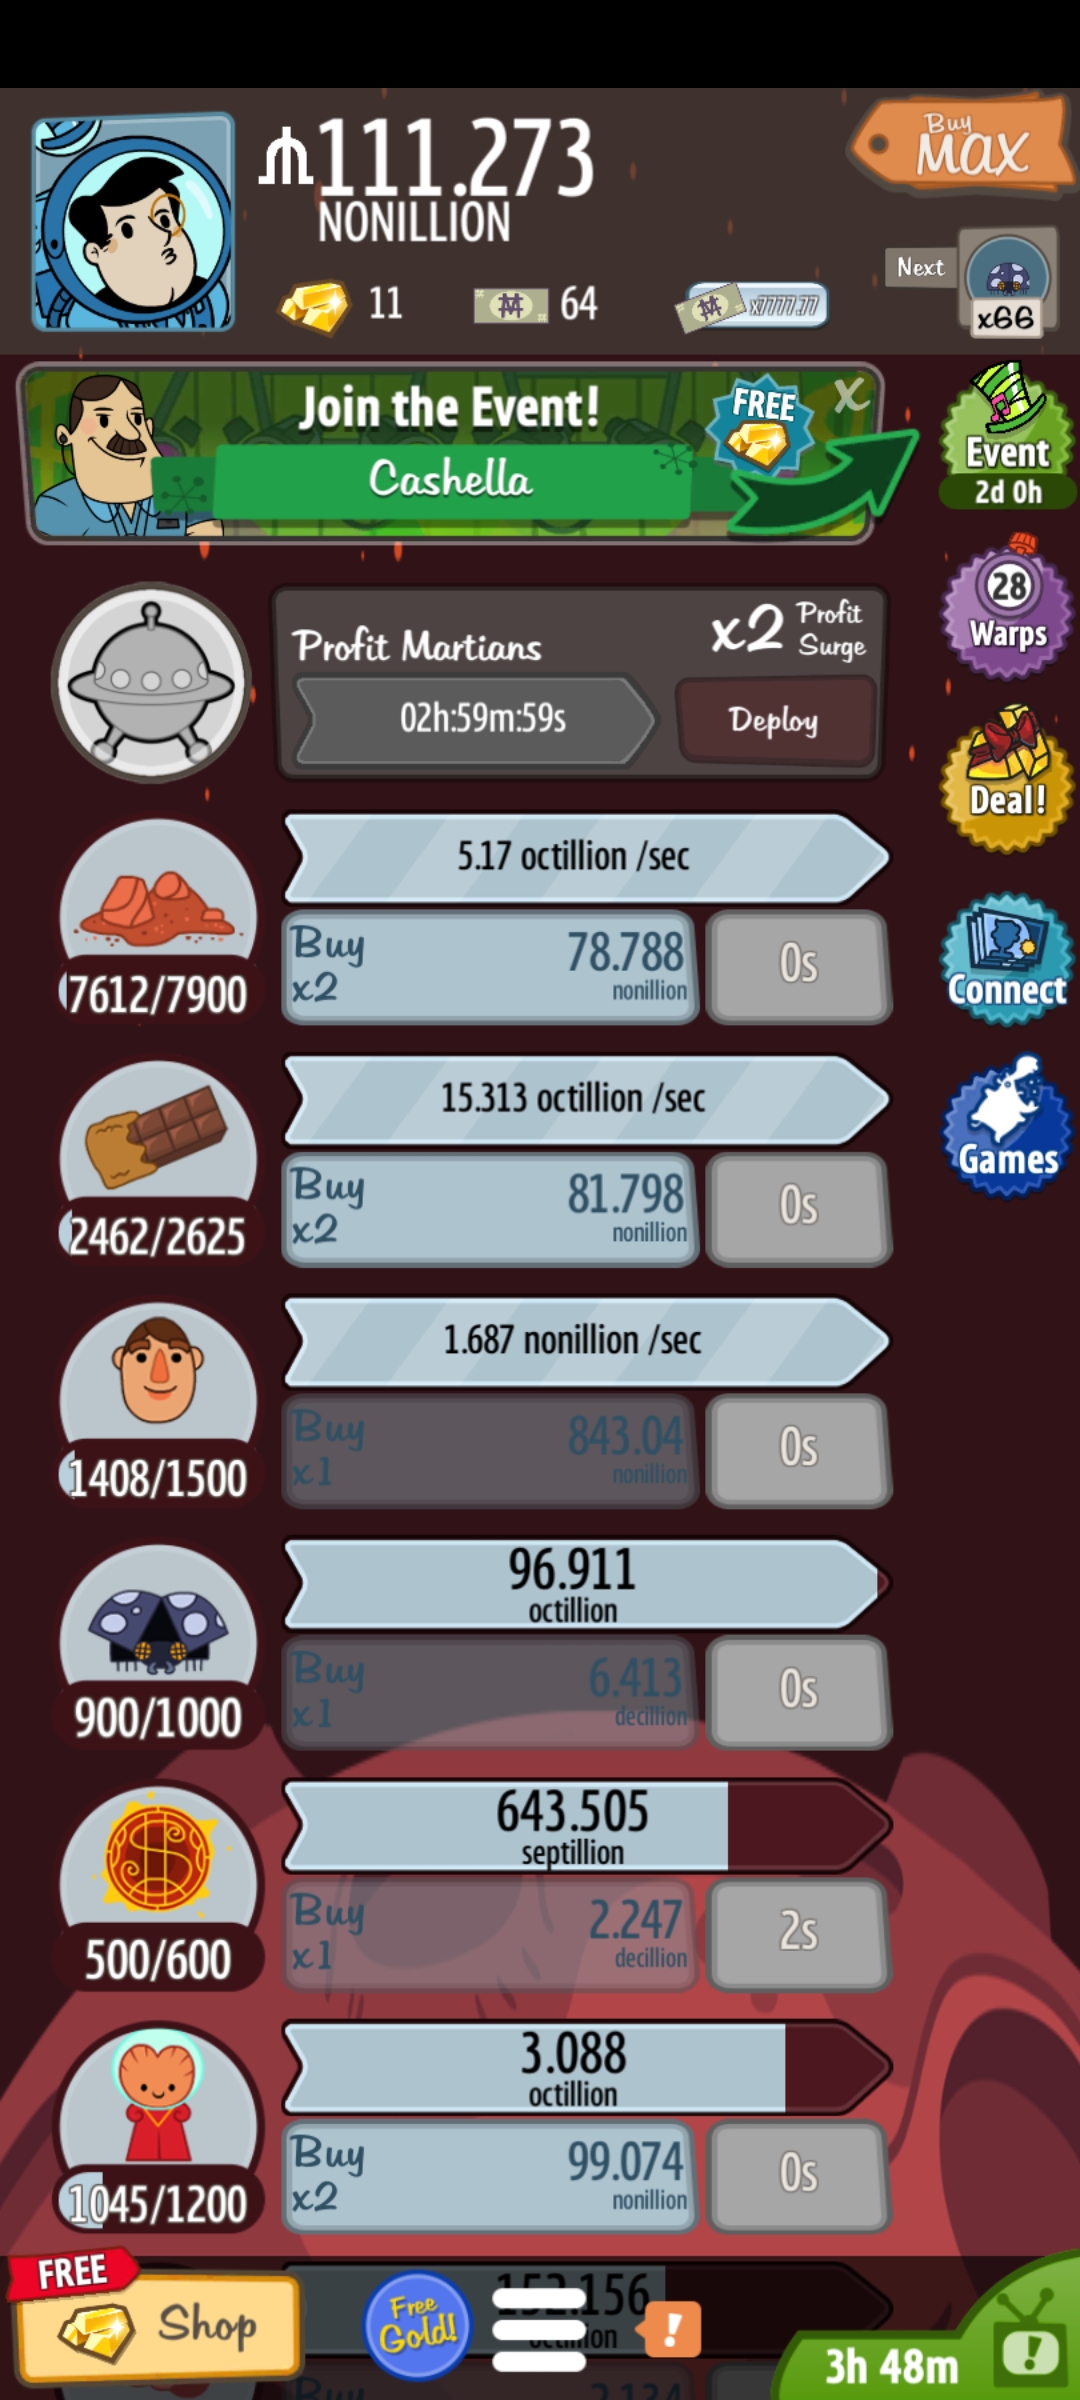 111.273
NONILLION
Buy
MAX
11
64
x7777.77
Next
x66
Join the Event!
FREE
X
Cashella
Event
2d 0h
28
Warps
Profit Martians
x2 Profit Surge
02h:59m:59s
Deploy
Deal!
5.17 octillion /sec
Buy
x2
78.788
nonillion
0s
7612/7900
Connect
15.313 octillion /sec
Buy
x2
81.798
nonillion
0s
2462/2625
Games
1.687 nonillion /sec
Buy
x1
843.04
nonillion
0s
1408/1500
96.911
octillion
Buy
x1
6.413
decillion
0s
900/1000
643.505
septillion
Buy
x1
2.247
decillion
2s
500/600
3.088
octillion
Buy
x2
99.074
nonillion
0s
1045/1200
FREE
Shop
Free
Gold!
!
3h 48m
!
Buy
2.134